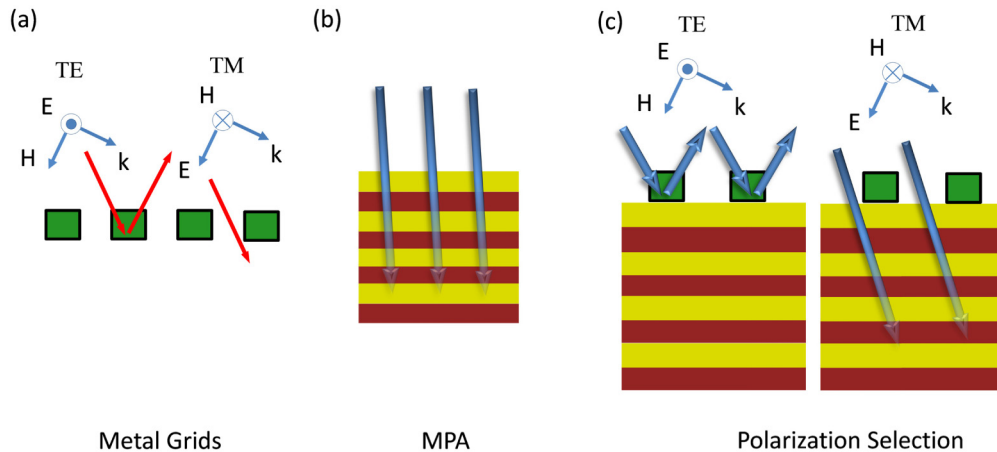 (a)
TE
TM
E
H
k
H
E
k
Metal Grids
(b)
MPA
(c)
TE
TM
E
H
k
H
E
k
Polarization Selection